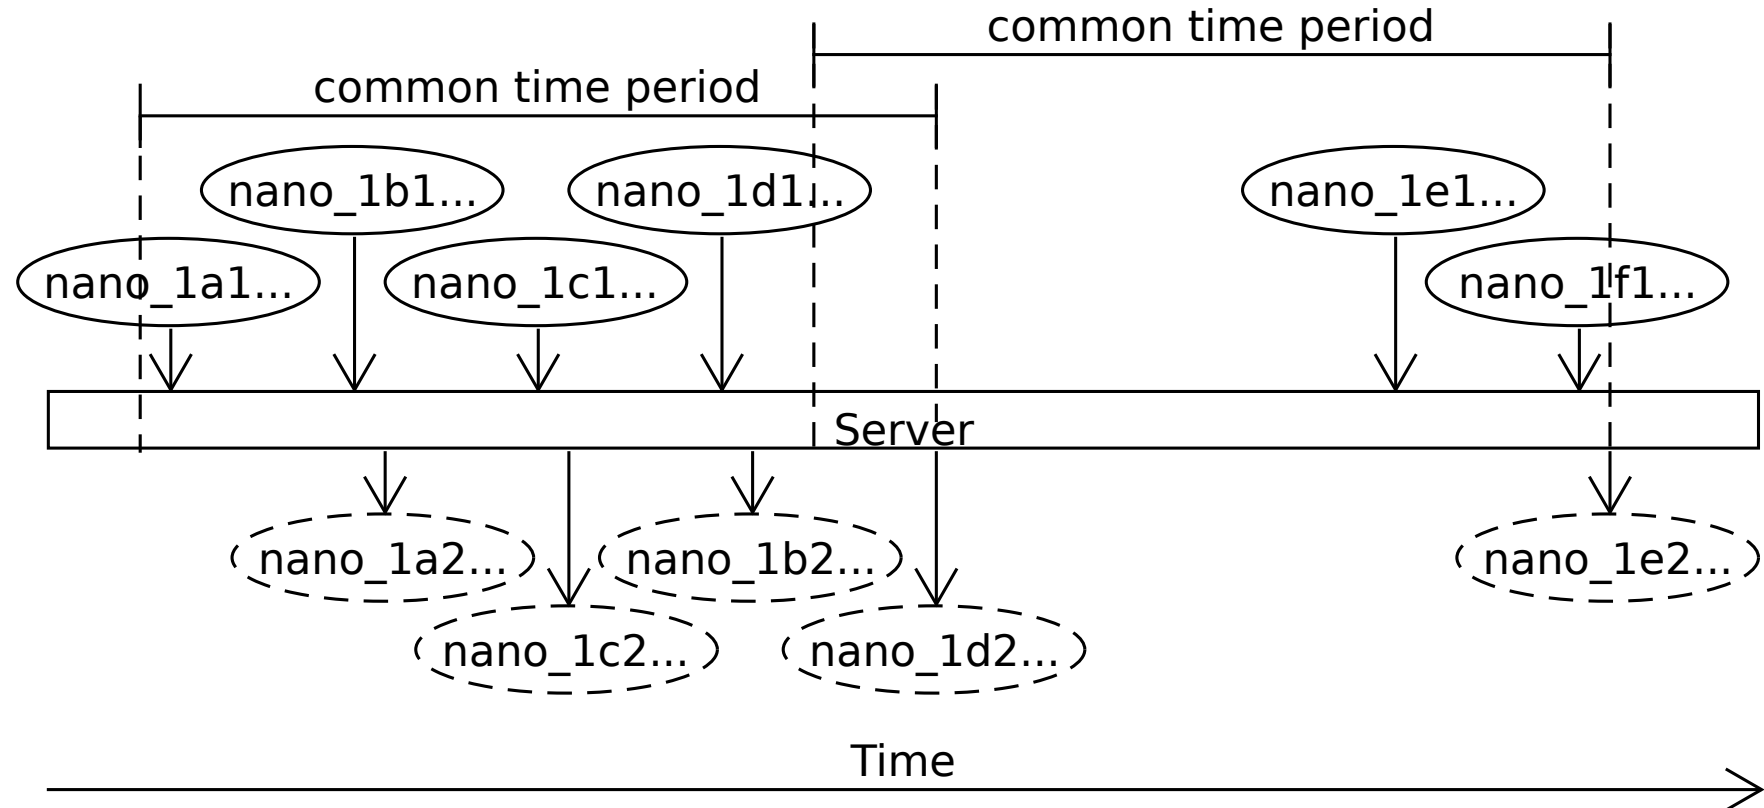 common time period
common time period
nano_1b1...
nano_1d1...
nano_1e1...
nano_1a1...
nano_1c1...
nano_1f1...
Server
nano_1a2...
nano_1b2...
nano_1e2...
nano_1c2...
nano_1d2...
Time